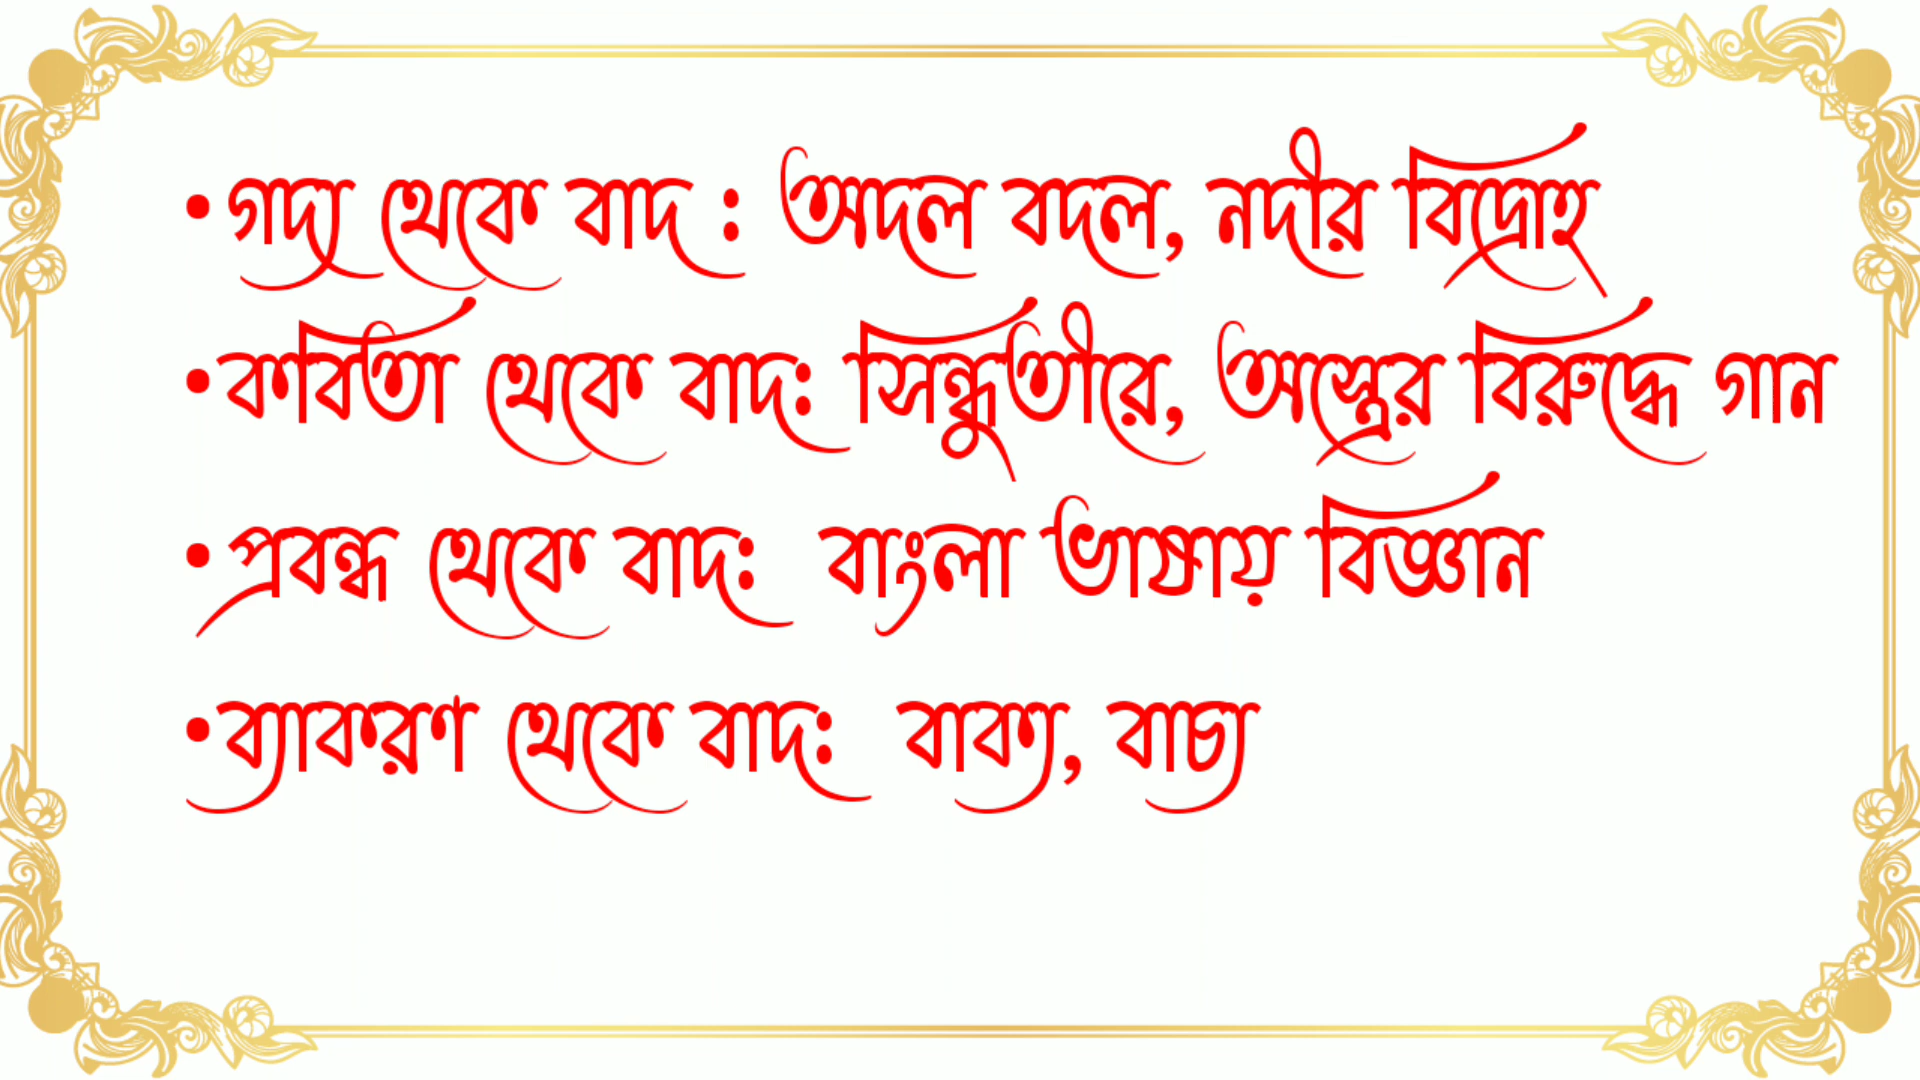 •গদ্য থেকে বাদ : অদল বদল, নদীর বিদ্রোহ
•কবিতা থেকে বাদ: সিন্ধুতীরে, অস্ত্রের বিরুদ্ধে গান
•প্রবন্ধ থেকে বাদ: বাংলা ভাষায় বিজ্ঞান
•ব্যাকরণ থেকে বাদ: বাক্য, বাচ্য